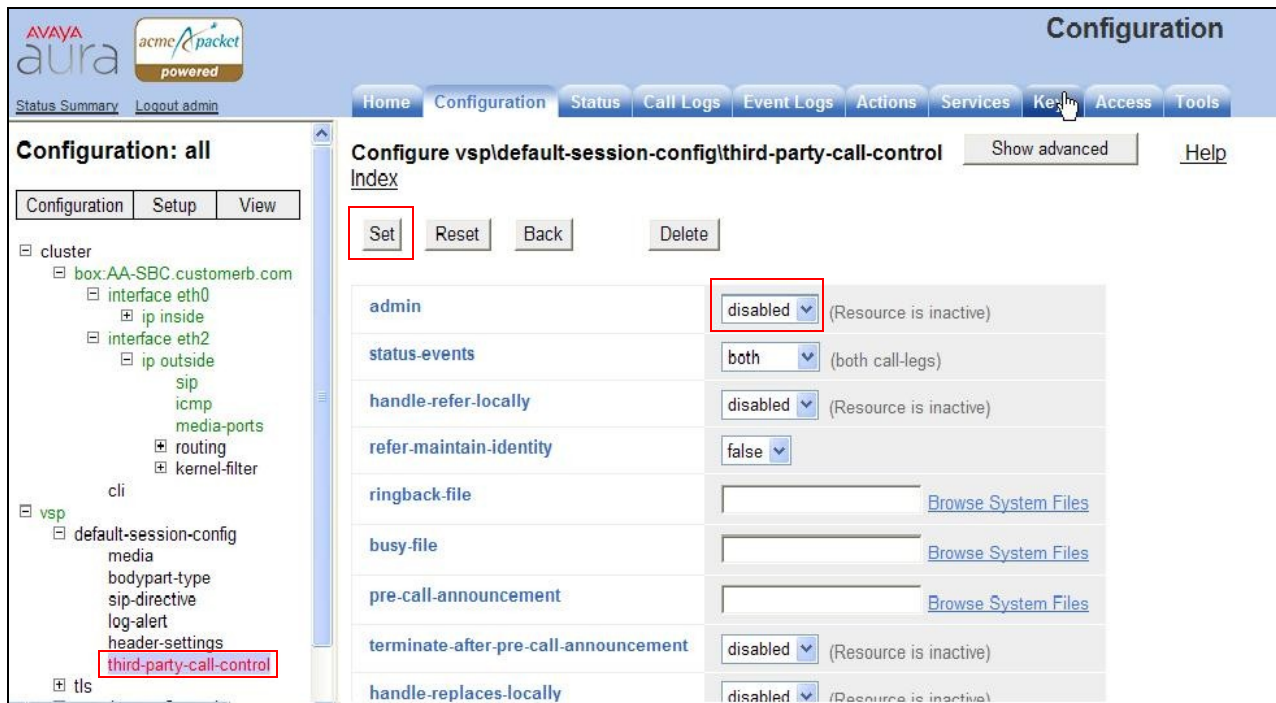 AVAYA
aura
acme packet
powered
Configuration
Status Summary Logout admin
Home Configuration Status Call Logs Event Logs Actions Services Keys Access Tools
Configuration: all
Configuration Setup View
cluster
box:AA-SBC.customerb.com
interface eth0
ip inside
interface eth2
ip outside
sip
icmp
media-ports
routing
kernel-filter
cli
vsp
default-session-config
media
bodypart-type
sip-directive
log-alert
header-settings
third-party-call-control
tls
Configure vsp\default-session-config\third-party-call-control Show advanced Help
Index
Set Reset Back Delete
admin disabled (Resource is inactive)
status-events both (both call-legs)
handle-refer-locally disabled (Resource is inactive)
refer-maintain-identity false
ringback-file Browse System Files
busy-file Browse System Files
pre-call-announcement Browse System Files
terminate-after-pre-call-announcement disabled (Resource is inactive)
handle-replaces-locally disabled (Resource is inactive)